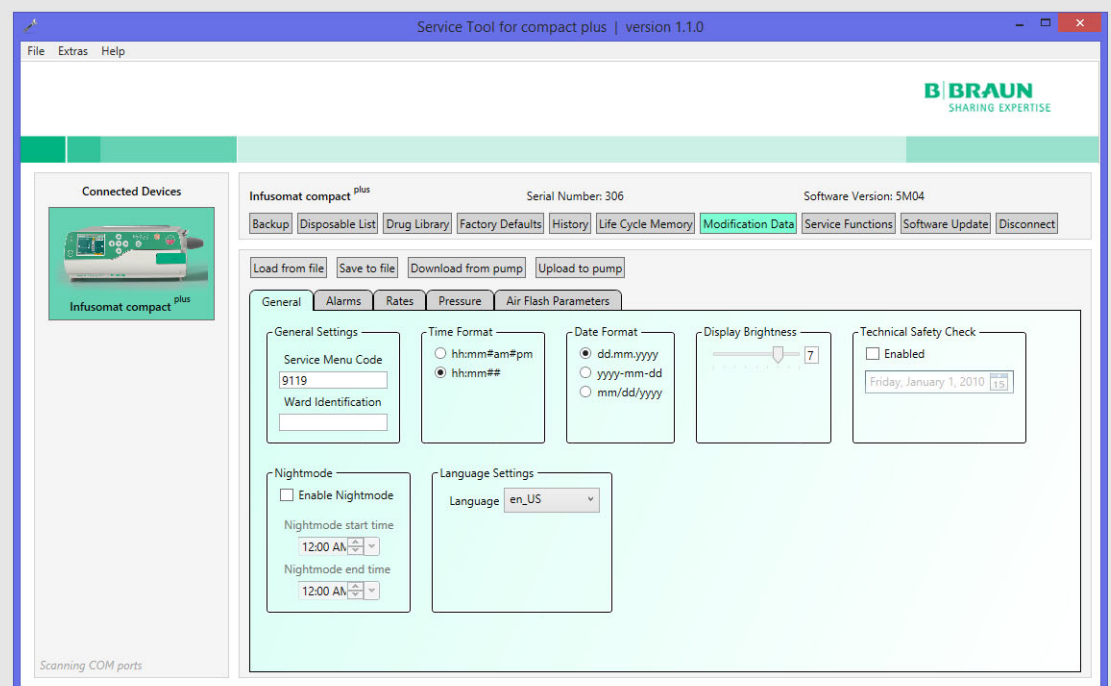 Service Tool for compact plus | version 1.1.0
File Extras Help
B|BRAUN
SHARING EXPERTISE
Connected Devices
Infusomat compact plus
Infusomat compact plus Serial Number: 306 Software Version: 5M04
Backup Disposable List Drug Library Factory Defaults History Life Cycle Memory Modification Data Service Functions Software Update Disconnect
Load from file Save to file Download from pump Upload to pump
General Alarms Rates Pressure Air Flash Parameters
General Settings
Service Menu Code
9119
Ward Identification
Time Format
hh:mm#am#pm
hh:mm##
Date Format
dd.mm.yyyy
yyyy-mm-dd
mm/dd/yyyy
Display Brightness
7
Technical Safety Check
Enabled
Friday, January 1, 2010 15
Nightmode
Enable Nightmode
Nightmode start time
12:00 AM
Nightmode end time
12:00 AM
Language Settings
Language en_US
Scanning COM ports